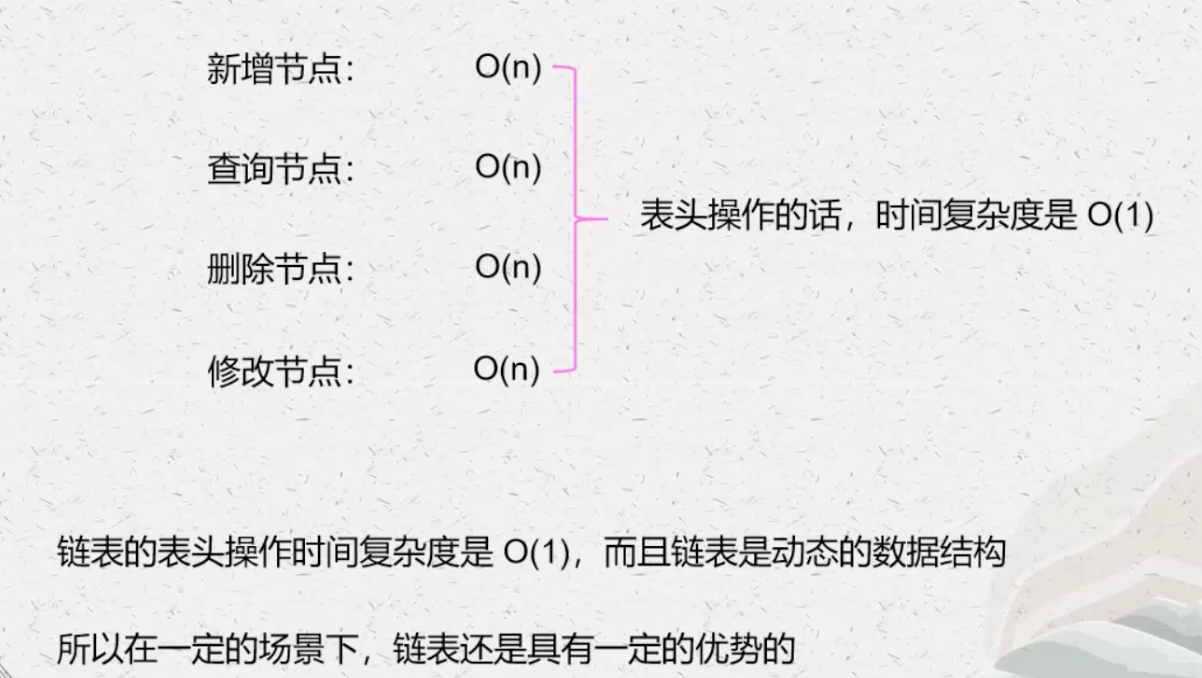 新增节点： O(n)
查询节点： O(n)
表头操作的话，时间复杂度是 O(1)
删除节点： O(n)
修改节点： O(n)
链表的表头操作时间复杂度是 O(1)，而且链表是动态的数据结构
所以在一定的场景下，链表还是具有一定的优势的